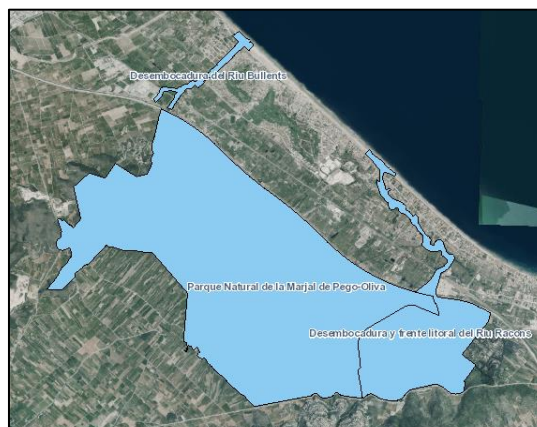 Desembocadura del Riu Bullents
Parque Natural de la Marjal de Pego-Oliva
Desembocadura y frente litoral del Riu Racons